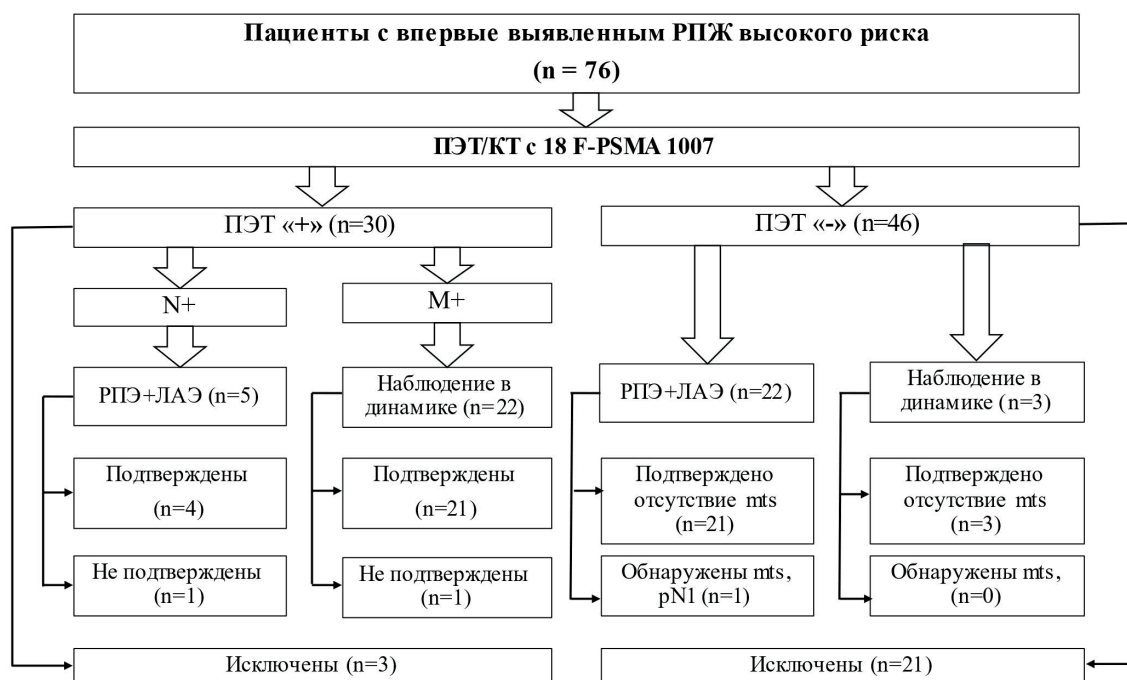 Пациенты с впервые выявленным РПЖ высокого риска
(n = 76)
ПЭТ/КТ с 18 F-PSMA 1007
ПЭТ «+» (n=30)
ПЭТ «-» (n=46)
N+
M+
РПЭ+ЛАЭ (n=5)
Наблюдение в
динамике (n=22)
РПЭ+ЛАЭ (n=22)
Наблюдение в
динамике (n=3)
Подтверждены
(n=4)
Подтверждены
(n=21)
Подтверждено
отсутствие mts
(n=21)
Подтверждено
отсутствие mts
(n=3)
Не подтверждены
(n=1)
Не подтверждены
(n=1)
Обнаружены mts,
pN1 (n=1)
Обнаружены mts,
(n=0)
Исключены (n=3)
Исключены (n=21)